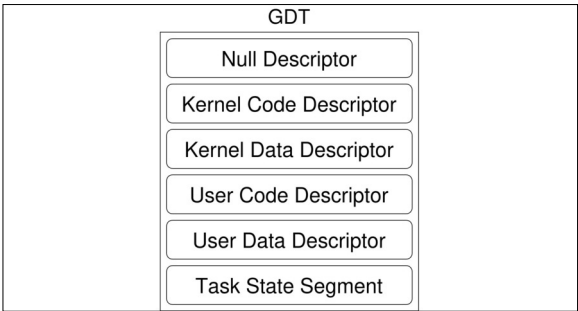 GDT
Null Descriptor
Kernel Code Descriptor
Kernel Data Descriptor
User Code Descriptor
User Data Descriptor
Task State Segment